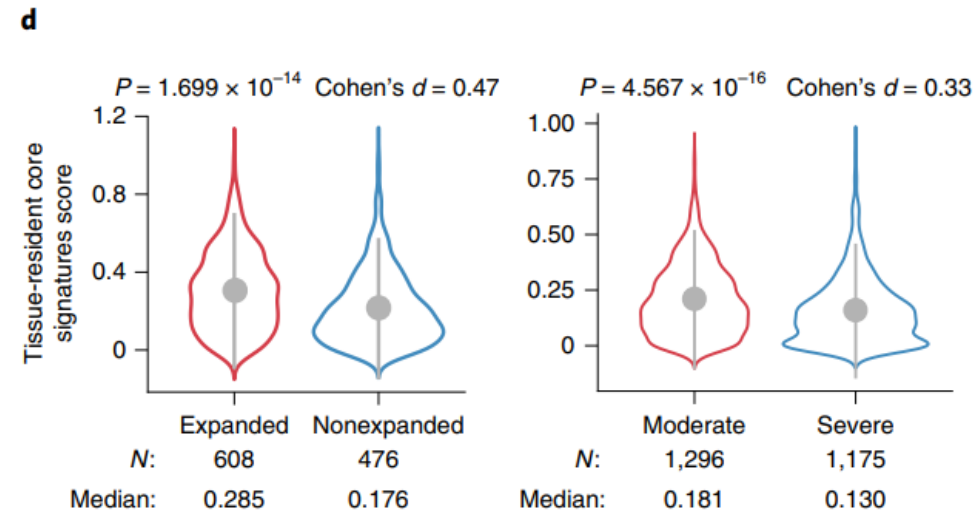 d
P = 1.699 × 10⁻¹⁴ Cohen's d = 0.47
Tissue-resident core
signatures score
1.2
0.8
0.4
0
Expanded Nonexpanded
N: 608 476
Median: 0.285 0.176
P = 4.567 × 10⁻¹⁶ Cohen's d = 0.33
1.00
0.75
0.50
0.25
0
Moderate Severe
N: 1,296 1,175
Median: 0.181 0.130